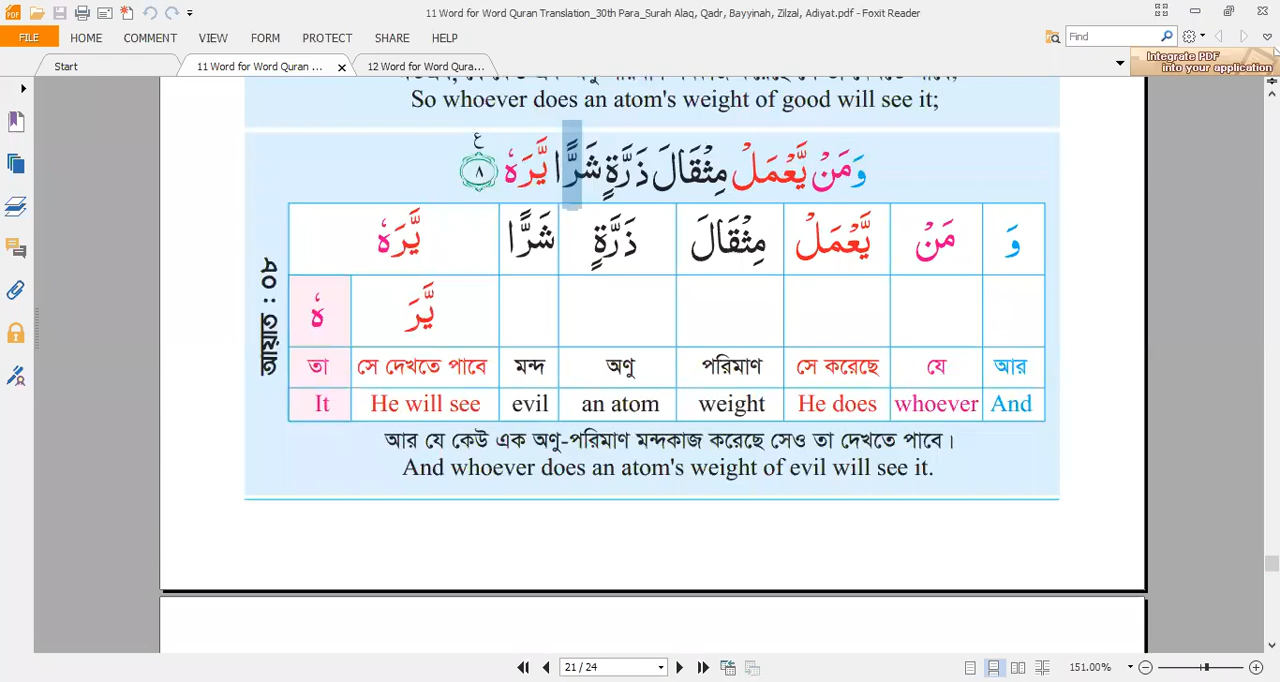 11 Word for Word Quran Translation_30th Para_Surah Alaq, Qadr, Bayyinah, Zilzal, Adiyat.pdf - Foxit Reader
FILE HOME COMMENT VIEW FORM PROTECT SHARE HELP
Find
Integrate PDF
into your application
Start
11 Word for Word Quran ...
12 Word for Word Qura...
So whoever does an atom's weight of good will see it;
وَمَنْ يَّعْمَلْ مِثْقَالَ ذَرَّةٍ شَرًّا يَّرَهٗ ٨ ع
وَ مَنْ يَّعْمَلْ مِثْقَالَ ذَرَّةٍ شَرًّا يَّرَهٗ
يَّرَ هٗ
আয়াত : ০৮
তা সে দেখতে পাবে মন্দ অণু পরিমাণ সে করেছে যে আর
It He will see evil an atom weight He does whoever And
আর যে কেউ এক অণু-পরিমাণ মন্দকাজ করেছে সেও তা দেখতে পাবে।
And whoever does an atom's weight of evil will see it.
21 / 24
151.00%